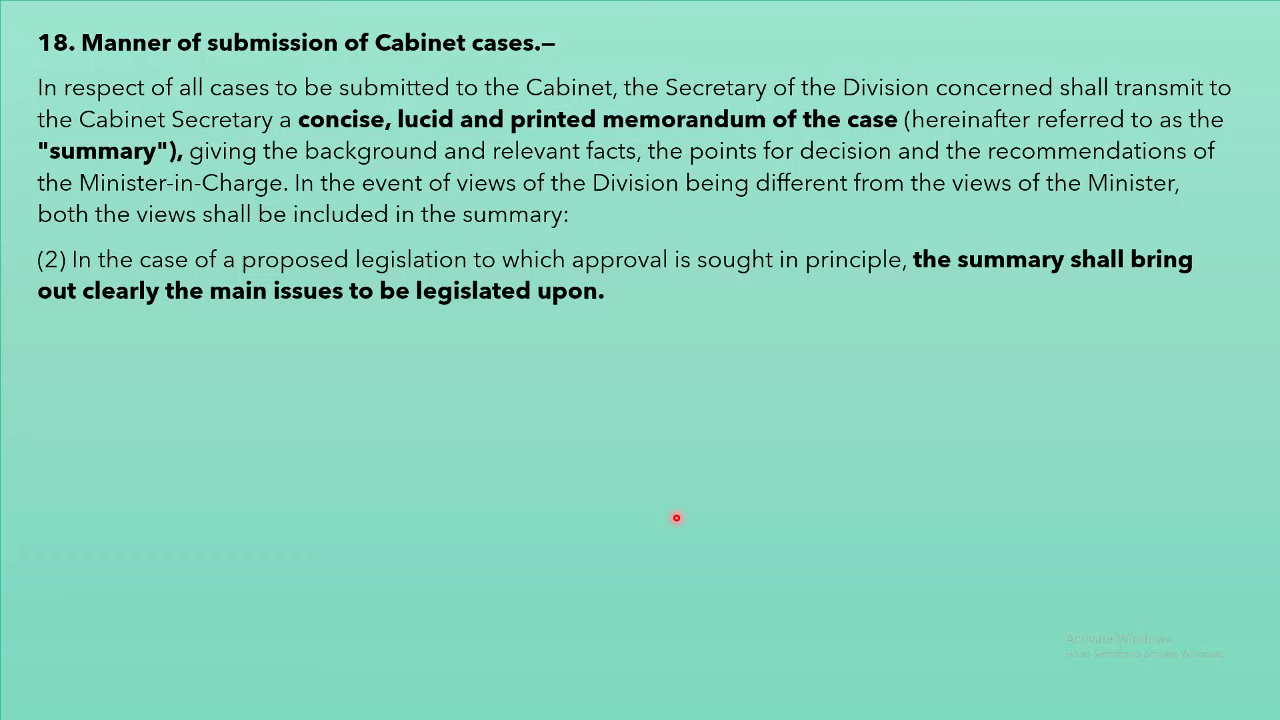 18. Manner of submission of Cabinet cases.—
In respect of all cases to be submitted to the Cabinet, the Secretary of the Division concerned shall transmit to
the Cabinet Secretary a concise, lucid and printed memorandum of the case (hereinafter referred to as the
"summary"), giving the background and relevant facts, the points for decision and the recommendations of
the Minister-in-Charge. In the event of views of the Division being different from the views of the Minister,
both the views shall be included in the summary:
(2) In the case of a proposed legislation to which approval is sought in principle, the summary shall bring
out clearly the main issues to be legislated upon.
Activate Windows
Go to Settings to activate Windows.